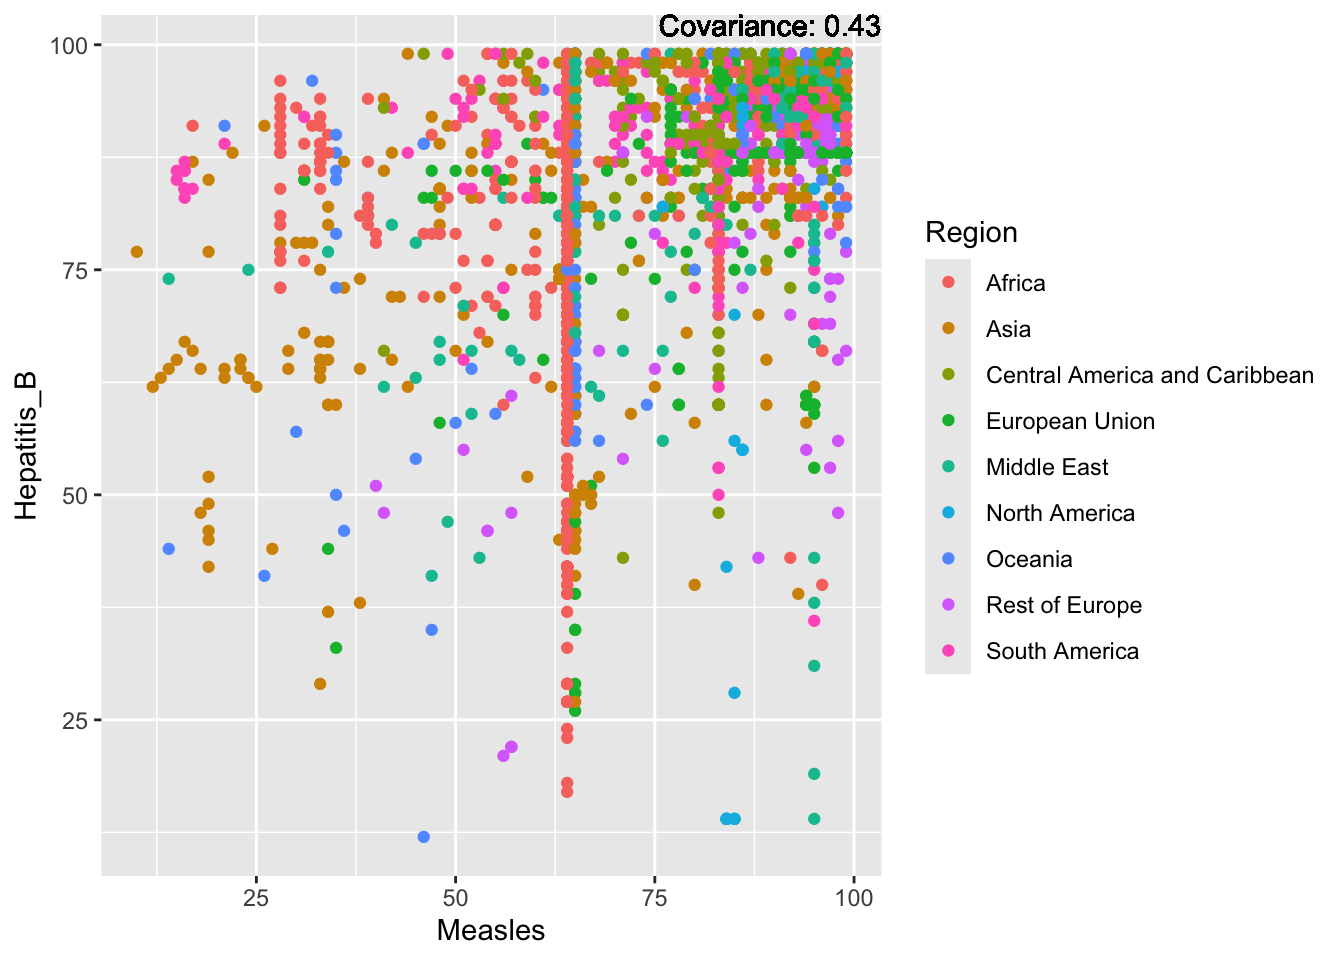 Covariance: 0.43
100
75
50
25
Hepatitis_B
25 50 75 100
Measles
Region
Africa
Asia
Central America and Caribbean
European Union
Middle East
North America
Oceania
Rest of Europe
South America